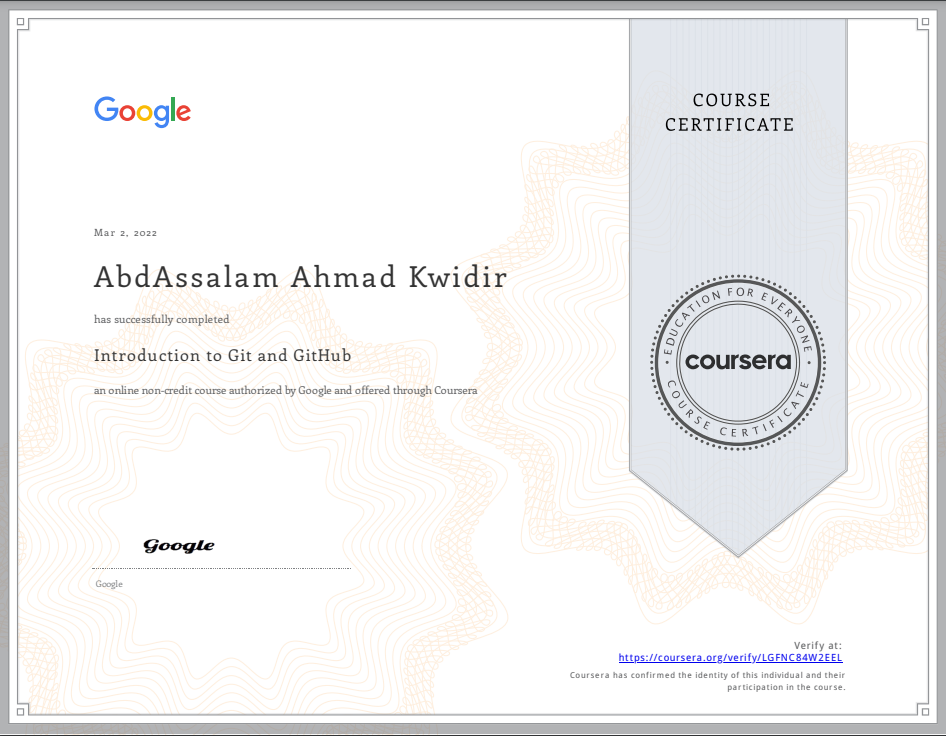 Google
COURSE
CERTIFICATE
Mar 2, 2022
AbdAssalam Ahmad Kwidir
has successfully completed
Introduction to Git and GitHub
an online non-credit course authorized by Google and offered through Coursera
EDUCATION FOR EVERYONE
coursera
COURSE CERTIFICATE
Google
Google
Verify at:
https://coursera.org/verify/LGFNC84W2EEL
Coursera has confirmed the identity of this individual and their
participation in the course.